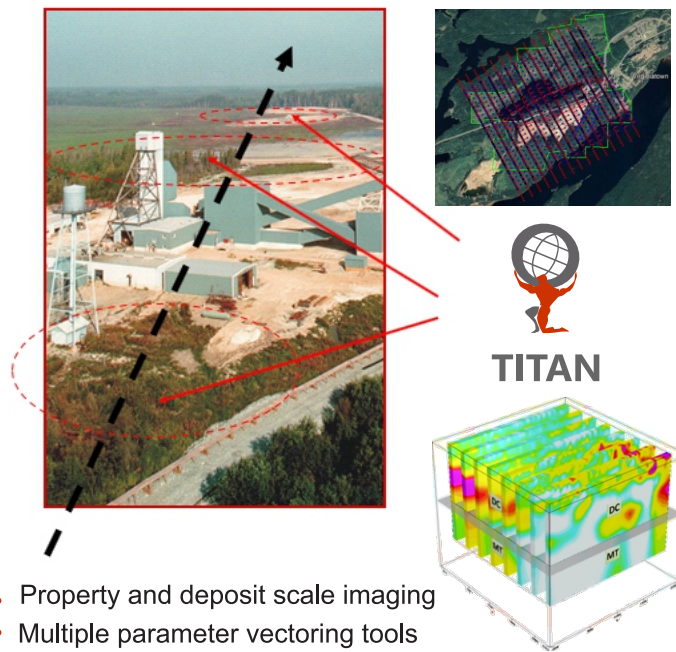 TITAN
DC
DC
MT
MT
Property and deposit scale imaging
Multiple parameter vectoring tools